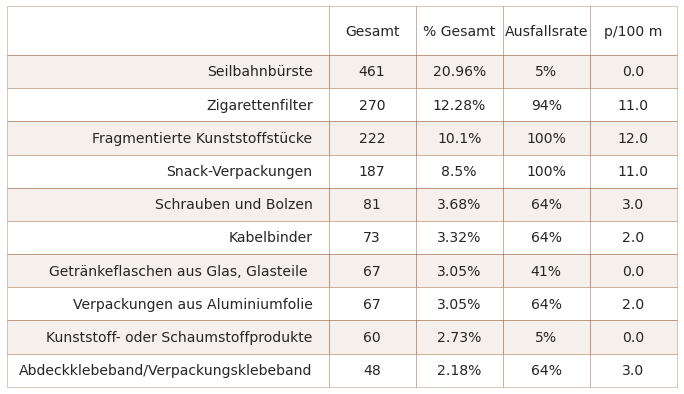 Gesamt % Gesamt Ausfallsrate p/100 m
Seilbahnbürste 461 20.96% 5% 0.0
Zigarettenfilter 270 12.28% 94% 11.0
Fragmentierte Kunststoffstücke 222 10.1% 100% 12.0
Snack-Verpackungen 187 8.5% 100% 11.0
Schrauben und Bolzen 81 3.68% 64% 3.0
Kabelbinder 73 3.32% 64% 2.0
Getränkeflaschen aus Glas, Glasteile 67 3.05% 41% 0.0
Verpackungen aus Aluminiumfolie 67 3.05% 64% 2.0
Kunststoff- oder Schaumstoffprodukte 60 2.73% 5% 0.0
Abdeckklebeband/Verpackungsklebeband 48 2.18% 64% 3.0